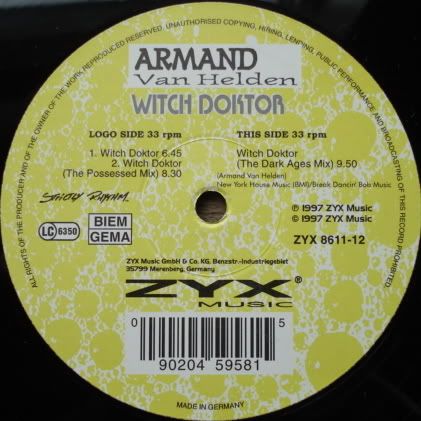 ALL RIGHTS OF THE PRODUCER AND OF THE OWNER OF THE WORK REPRODUCED RESERVED. UNAUTHORISED COPYING, HIRING, LENDING, PUBLIC PERFORMANCE AND BROADCASTING OF THIS RECORD PROHIBITED.
ARMAND
Van Helden
WITCH DOKTOR
LOGO SIDE 33 rpm
1. Witch Doktor 6.45
2. Witch Doktor
(The Possessed Mix) 8.30
THIS SIDE 33 rpm
Witch Doktor
(The Dark Ages Mix) 9.50
(Armand Van Helden)
New York House Music (BMI)/Break Dancin' Bob Music
STRICTLY RHYTHM
LC 6350
BIEM
GEMA
℗ 1997 ZYX Music
© 1997 ZYX Music
ZYX 8611-12
ZYX Music GmbH & Co. KG, Benzstr.-Industriegebiet
35799 Merenberg, Germany
ZYX®
MUSIC
0 90204 59581 5
MADE IN GERMANY